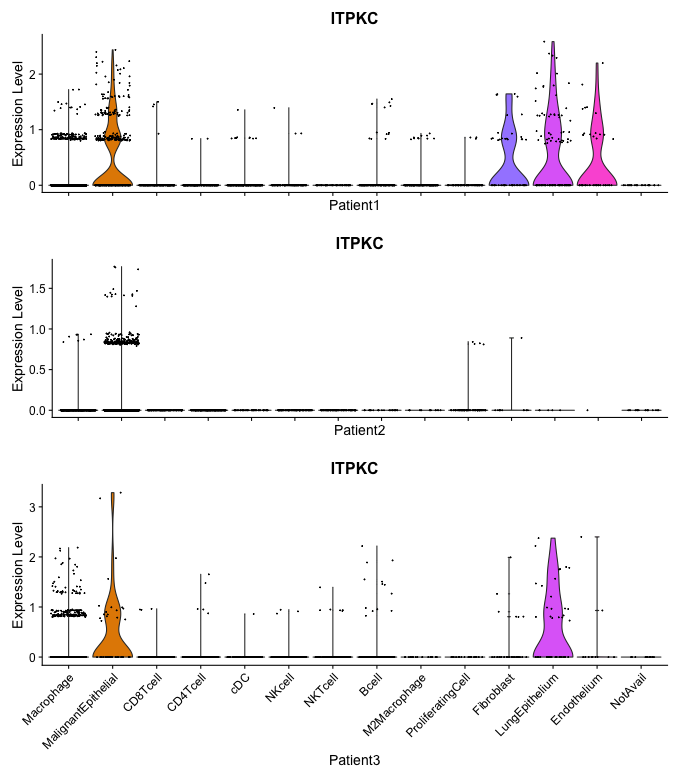 ITPKC
Expression Level
2
1
0
Patient1
ITPKC
Expression Level
1.5
1.0
0.5
0.0
Patient2
ITPKC
Expression Level
3
2
1
0
Macrophage
MalignantEpithelial
CD8Tcell
CD4Tcell
cDC
NKcell
NKTcell
Bcell
M2Macrophage
ProliferatingCell
Fibroblast
LungEpithelium
Endothelium
NotAvail
Patient3